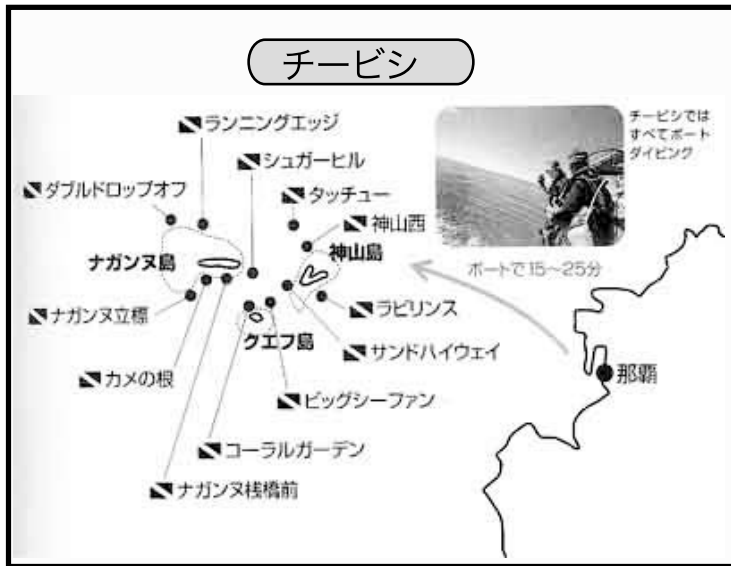 チービシ
チービシでは
すべてボート
ダイビング
ランニングエッジ
シュガーヒル
ダブルドロップオフ
タッチュー
神山西
ナガンヌ島
神山島
ボートで15〜25分
ナガンヌ立標
ラビリンス
クエフ島
サンドハイウェイ
カメの根
那覇
ビッグシーファン
コーラルガーデン
ナガンヌ桟橋前